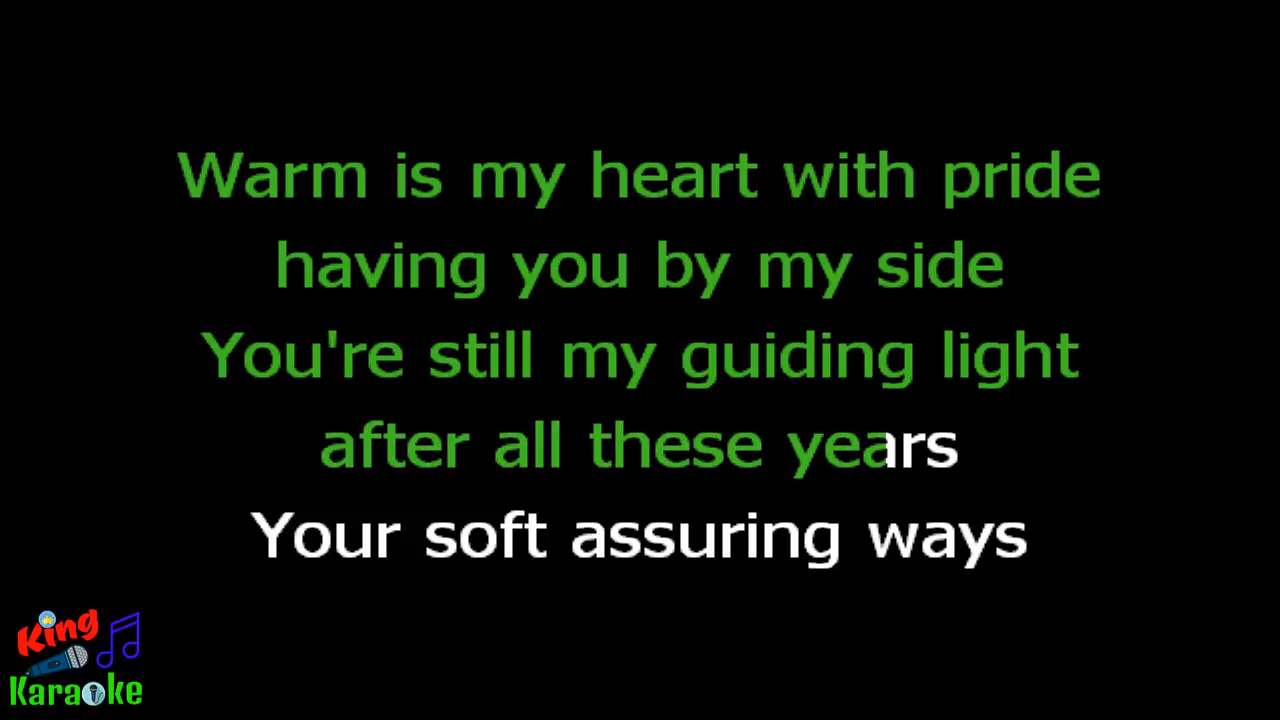 Warm is my heart with pride
having you by my side
You're still my guiding light
after all these years
Your soft assuring ways
King
Karaoke